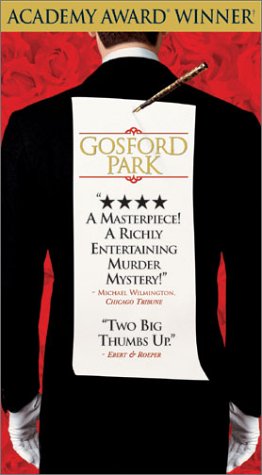 ACADEMY AWARD® WINNER!
GOSFORD
PARK
"★★★★
A MASTERPIECE!
A RICHLY
ENTERTAINING
MURDER
MYSTERY!"
- MICHAEL WILMINGTON,
CHICAGO TRIBUNE
"TWO BIG
THUMBS UP."
- EBERT & ROEPER